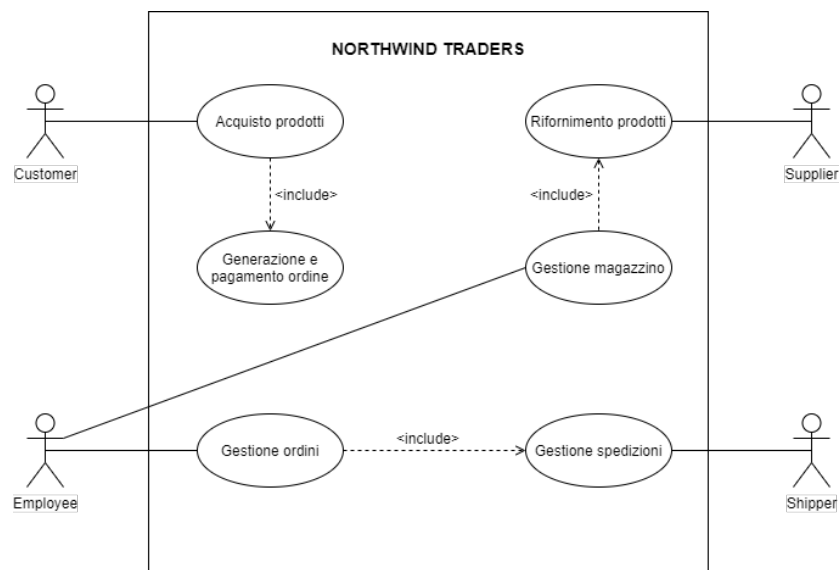 NORTHWIND TRADERS
Acquisto prodotti
Rifornimento prodotti
Customer
Supplier
<include>
<include>
Generazione e
pagamento ordine
Gestione magazzino
<include>
Gestione ordini
Gestione spedizioni
Employee
Shipper